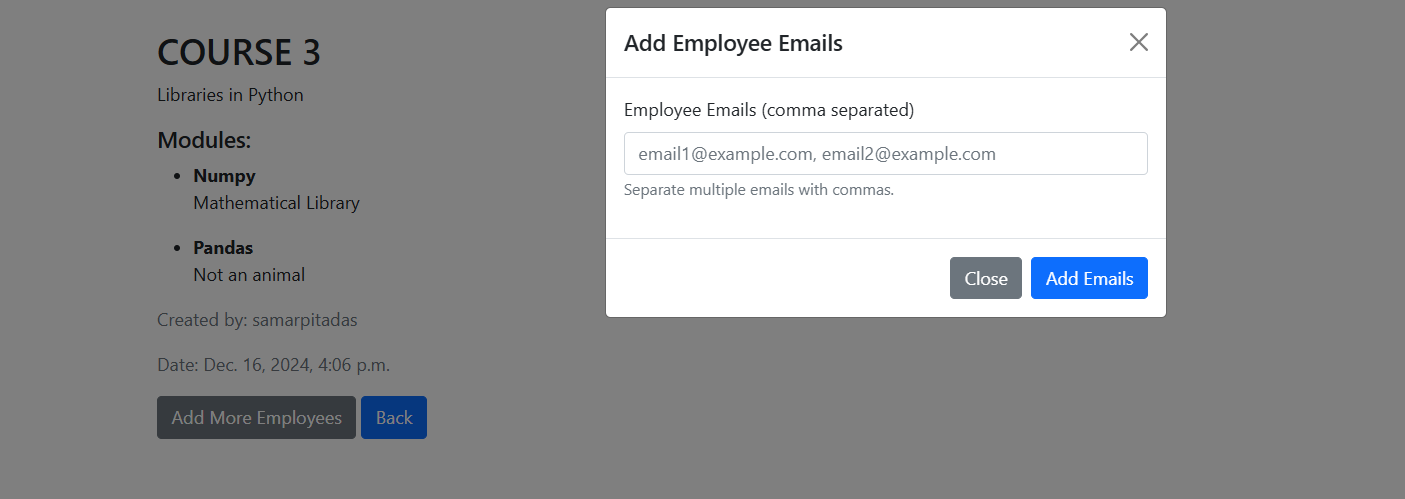 COURSE 3
Libraries in Python
Modules:
Numpy
Mathematical Library
Pandas
Not an animal
Created by: samarpitadas
Date: Dec. 16, 2024, 4:06 p.m.
Add More Employees Back
Add Employee Emails
Employee Emails (comma separated)
email1@example.com, email2@example.com
Separate multiple emails with commas.
Close Add Emails